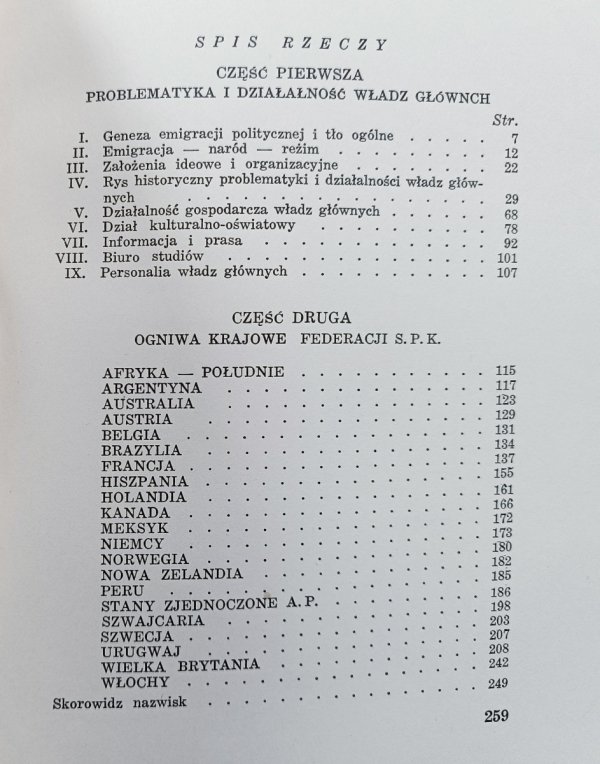 SPIS RZECZY
CZĘŚĆ PIERWSZA
PROBLEMATYKA I DZIAŁALNOŚĆ WŁADZ GŁÓWNCH
Str.
I. Geneza emigracji politycznej i tło ogólne . . . . . 7
II. Emigracja — naród — reżim . . . . . . . . . 12
III. Założenia ideowe i organizacyjne . . . . . . . . 22
IV. Rys historyczny problematyki i działalności władz głów-
nych . . . . . . . . . . . . . . . 29
V. Działalność gospodarcza władz głównych . . . . . . 68
VI. Dział kulturalno-oświatowy . . . . . . . . . 78
VII. Informacja i prasa . . . . . . . . . . . 92
VIII. Biuro studiów . . . . . . . . . . . . . 101
IX. Personalia władz głównych . . . . . . . . . . 107
CZĘŚĆ DRUGA
OGNIWA KRAJOWE FEDERACJI S. P. K.
AFRYKA — POŁUDNIE . . . . . . . . . . 115
ARGENTYNA . . . . . . . . . . . . . 117
AUSTRALIA . . . . . . . . . . . . . 123
AUSTRIA . . . . . . . . . . . . . 129
BELGIA . . . . . . . . . . . . . . 131
BRAZYLIA . . . . . . . . . . . . . 134
FRANCJA . . . . . . . . . . . . . . 137
HISZPANIA . . . . . . . . . . . . . 155
HOLANDIA . . . . . . . . . . . . . 161
KANADA . . . . . . . . . . . . . . 166
MEKSYK . . . . . . . . . . . . . . 172
NIEMCY . . . . . . . . . . . . . . 173
NORWEGIA . . . . . . . . . . . . . 180
NOWA ZELANDIA . . . . . . . . . . . 182
PERU . . . . . . . . . . . . . . . 185
STANY ZJEDNOCZONE A. P. . . . . . . . . 186
SZWAJCARIA . . . . . . . . . . . . . 198
SZWECJA . . . . . . . . . . . . . . 203
URUGWAJ . . . . . . . . . . . . . . 207
WIELKA BRYTANIA . . . . . . . . . . . 208
WŁOCHY . . . . . . . . . . . . . . 242
Skorowidz nazwisk . . . . . . . . . . . . . 249
259